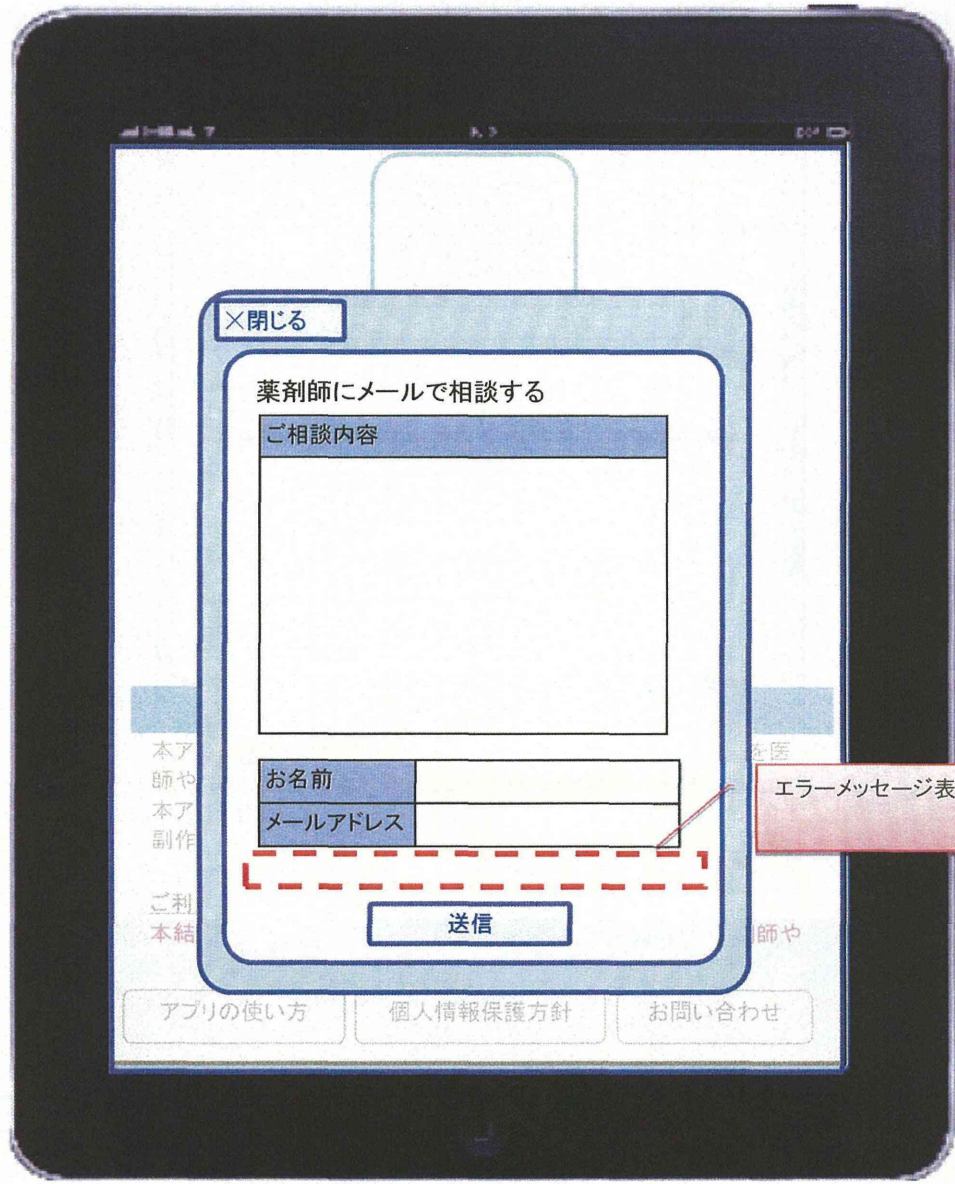 ×閉じる
薬剤師にメールで相談する
ご相談内容
お名前
メールアドレス
エラーメッセージ表
送信
本ア
を医
師や
本ア
副作
ご利
本結
師や
アプリの使い方
個人情報保護方針
お問い合わせ